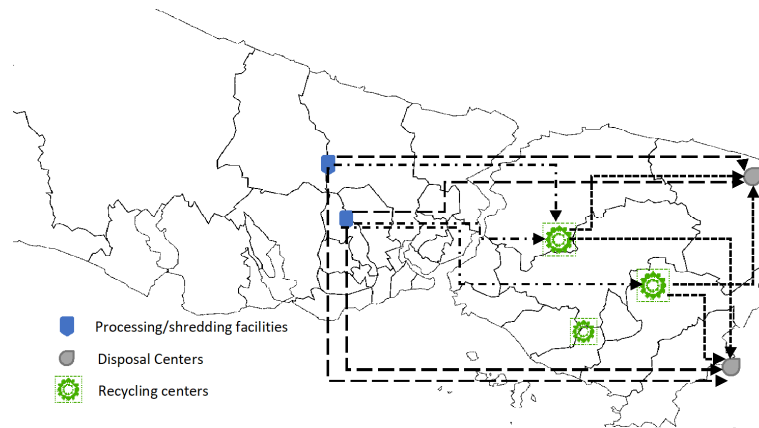 Processing/shredding facilities
Disposal Centers
Recycling centers